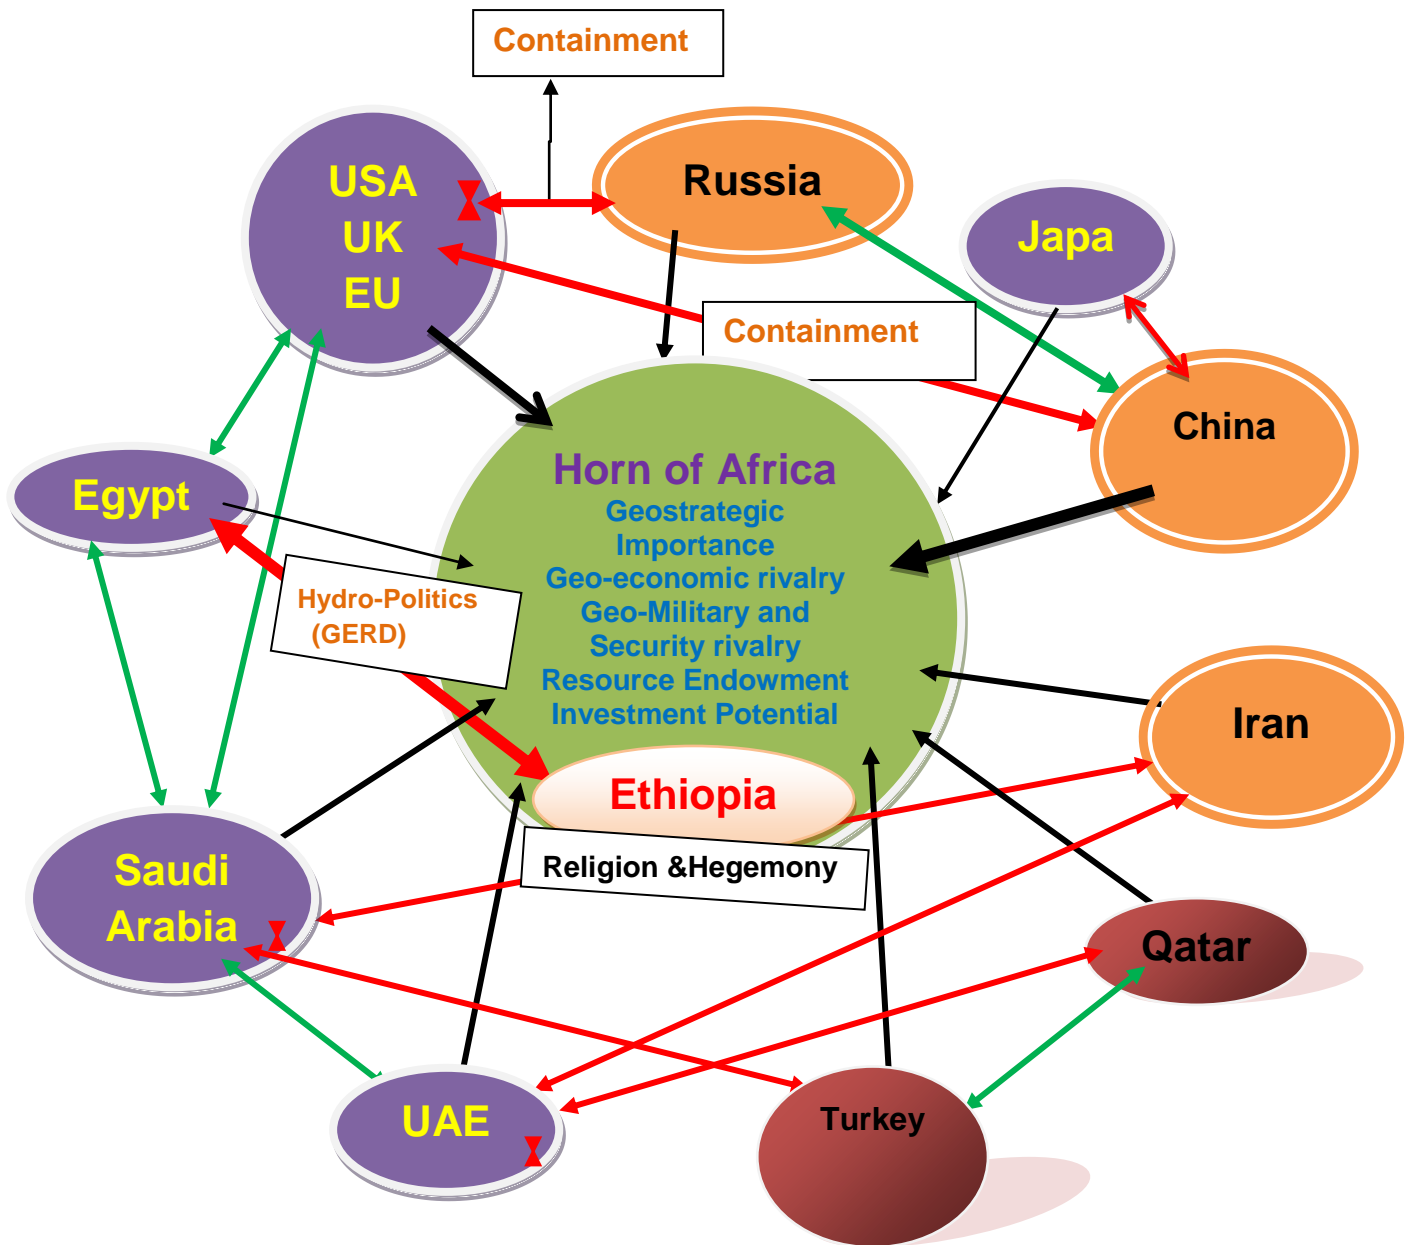 Containment
USA
UK
EU
Russia
Japa
Containment
China
Horn of Africa
Geostrategic
Importance
Geo-economic rivalry
Geo-Military and
Security rivalry
Resource Endowment
Investment Potential
Egypt
Hydro-Politics
(GERD)
Iran
Ethiopia
Religion &Hegemony
Saudi
Arabia
Qatar
UAE
Turkey